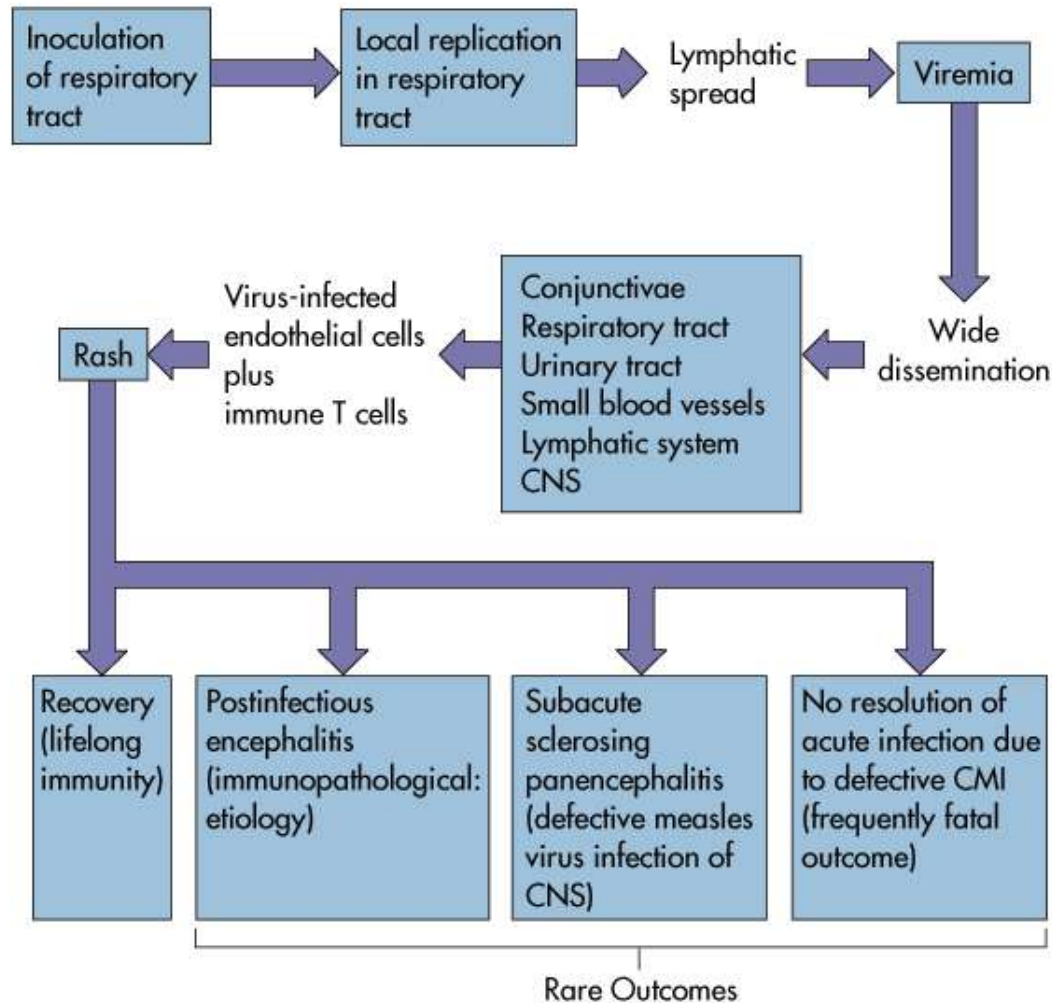 Inoculation
of respiratory
tract
Local replication
in respiratory
tract
Lymphatic
spread
Viremia
Wide
dissemination
Conjunctivae
Respiratory tract
Urinary tract
Small blood vessels
Lymphatic system
CNS
Virus-infected
endothelial cells
plus
immune T cells
Rash
Recovery
(lifelong
immunity)
Postinfectious
encephalitis
(immunopathological:
etiology)
Subacute
sclerosing
panencephalitis
(defective measles
virus infection of
CNS)
No resolution of
acute infection due
to defective CMI
(frequently fatal
outcome)
Rare Outcomes